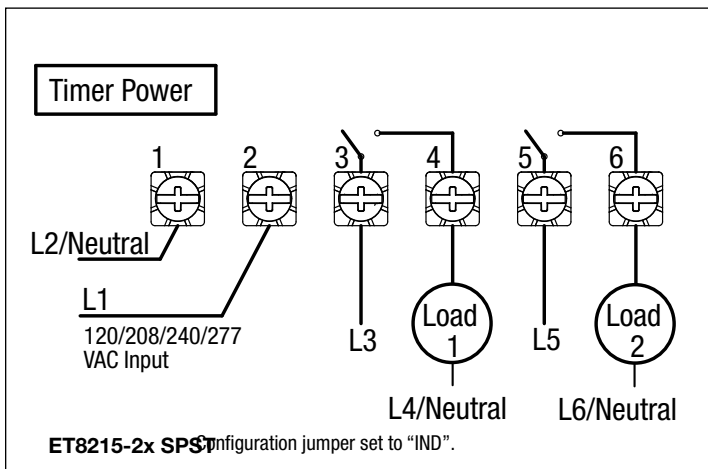 Timer Power
1 2 3 4 5 6
L2/Neutral
L1
120/208/240/277
VAC Input
L3
Load
1
L5
Load
2
L4/Neutral
L6/Neutral
ET8215-2x SPST Configuration jumper set to “IND”.